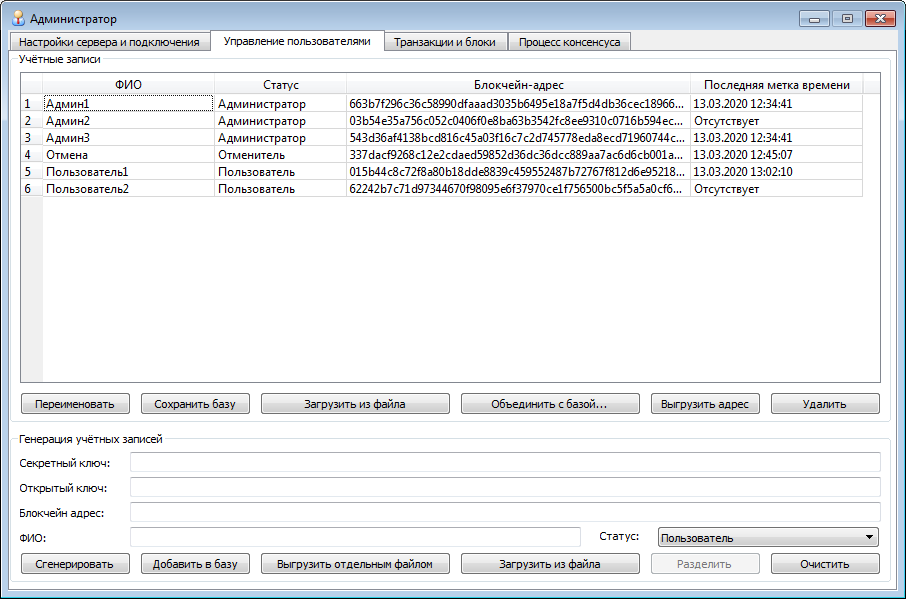 Администратор
Настройки сервера и подключения Управление пользователями Транзакции и блоки Процесс консенсуса
Учётные записи
ФИО Статус Блокчейн-адрес Последняя метка времени
1 Админ1 Администратор 663b7f296c36c58990dfaaad3035b6495e18a7f5d4db36cec18966... 13.03.2020 12:34:41
2 Админ2 Администратор 03b54e35a756c052c0406f0e8ba63b3542fc8ee9310c0716b594ec... Отсутствует
3 Админ3 Администратор 543d36af4138bcd816c45a03f16c7c2d745778eda8ecd71960744c... 13.03.2020 12:34:41
4 Отмена Отменитель 337dacf9268c12e2cdaed59852d36dc36dcc889aa7ac6d6cb001a... 13.03.2020 12:45:07
5 Пользователь1 Пользователь 015b44c8c72f8a80b18dde8839c459552487b72767f812d6e95218... 13.03.2020 13:02:10
6 Пользователь2 Пользователь 62242b7c71d97344670f98095e6f37970ce1f756500bc5f5a5a0cf6... Отсутствует
Переименовать Сохранить базу Загрузить из файла Объединить с базой... Выгрузить адрес Удалить
Генерация учётных записей
Секретный ключ:
Открытый ключ:
Блокчейн адрес:
ФИО: Статус: Пользователь
Сгенерировать Добавить в базу Выгрузить отдельным файлом Загрузить из файла Разделить Очистить